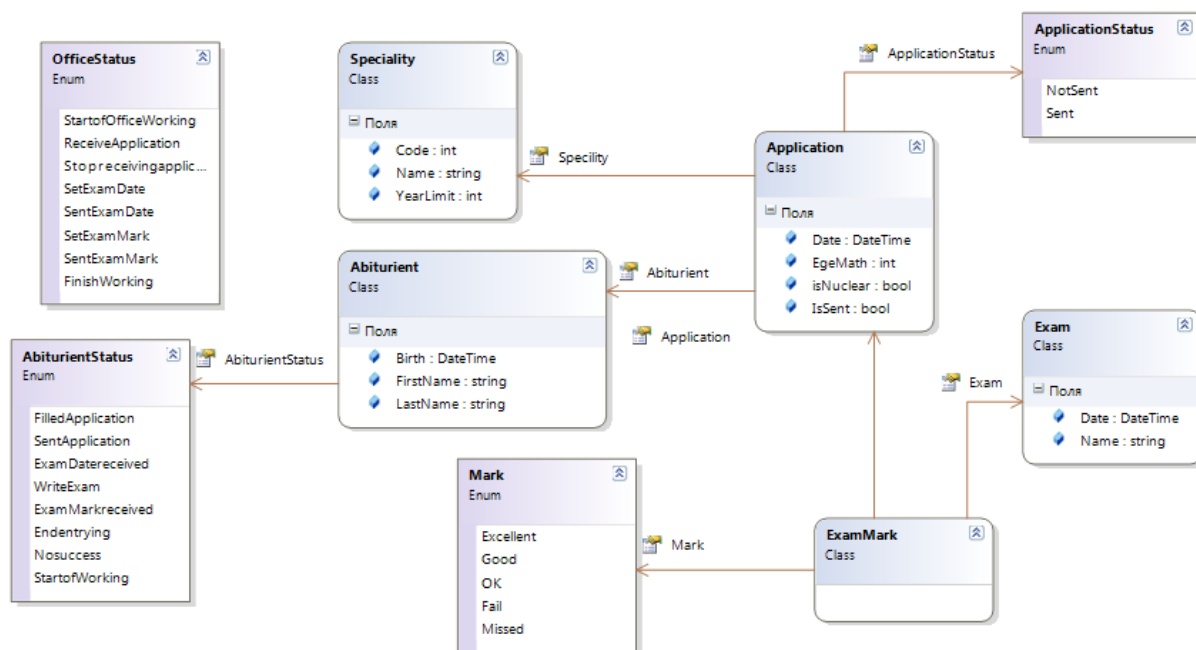 OfficeStatus
Enum
StartofOfficeWorking
ReceiveApplication
Stopreceivingapplic...
SetExamDate
SentExamDate
SetExamMark
SentExamMark
FinishWorking
Speciality
Class
Поля
Code : int
Name : string
YearLimit : int
Specility
ApplicationStatus
ApplicationStatus
Enum
NotSent
Sent
Application
Class
Поля
Date : DateTime
EgeMath : int
isNuclear : bool
IsSent : bool
Abiturient
Class
Поля
Birth : DateTime
FirstName : string
LastName : string
Abiturient
Application
AbiturientStatus
Enum
FilledApplication
SentApplication
ExamDatereceived
WriteExam
ExamMarkreceived
Endentrying
Nosuccess
StartofWorking
AbiturientStatus
Exam
Class
Поля
Date : DateTime
Name : string
Exam
Mark
Enum
Excellent
Good
OK
Fail
Missed
Mark
ExamMark
Class